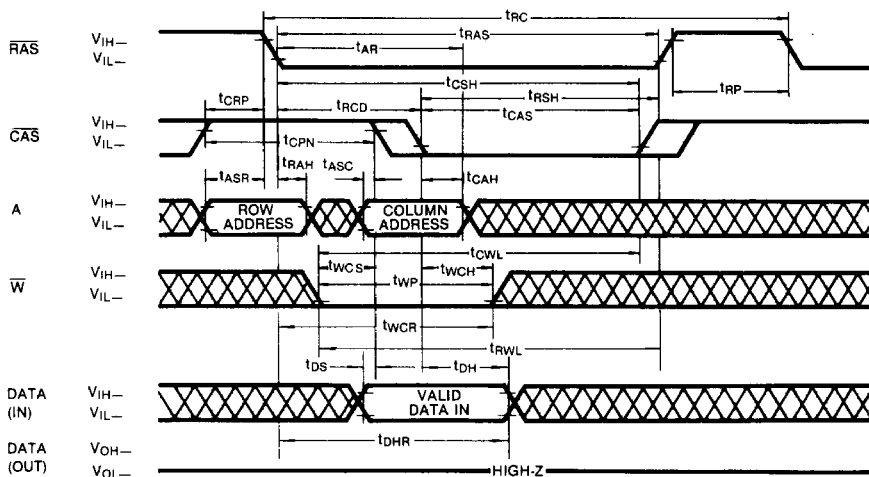 tRC
RAS VIH— tRAS
VIL— tAR
tCSH
tCRP tRCD tRSH tRP
CAS VIH— tCPN tCAS
VIL—
tASR tRAH tASC tCAH
A VIH— ROW ADDRESS COLUMN ADDRESS
VIL—
tCWL
W VIH— tWCS tWP tWCH
VIL—
tWCR
tRWL
tDS tDH
DATA (IN) VIH— VALID DATA IN
VIL—
tDHR
DATA (OUT) VOH—
VOL— HIGH-Z